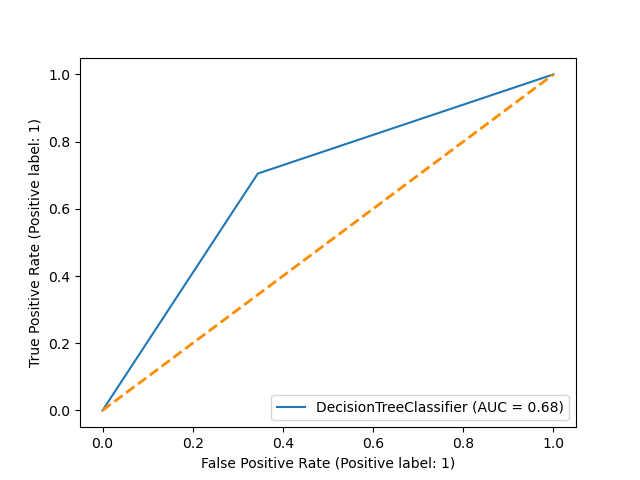 1.0
0.8
0.6
0.4
0.2
0.0
True Positive Rate (Positive label: 1)
DecisionTreeClassifier (AUC = 0.68)
0.0 0.2 0.4 0.6 0.8 1.0
False Positive Rate (Positive label: 1)